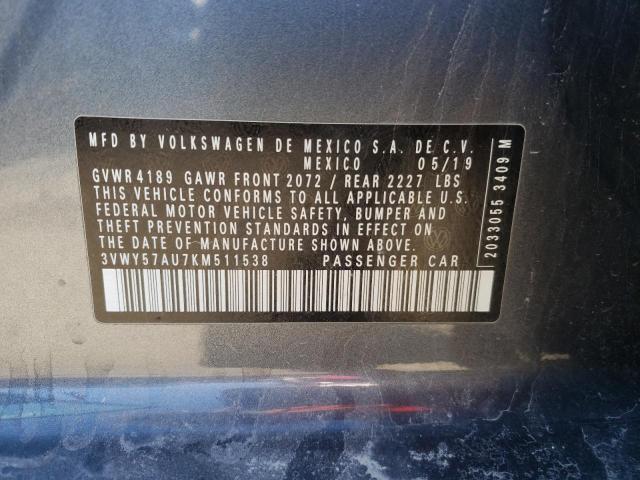 MFD BY VOLKSWAGEN DE MEXICO S.A. DE C.V.
MEXICO 05/19
GVWR 4189 GAWR FRONT 2072 / REAR 2227 LBS
THIS VEHICLE CONFORMS TO ALL APPLICABLE U.S.
FEDERAL MOTOR VEHICLE SAFETY, BUMPER AND
THEFT PREVENTION STANDARDS IN EFFECT ON
THE DATE OF MANUFACTURE SHOWN ABOVE.
3VWY57AU7KM511538 PASSENGER CAR
2033055 3409 M